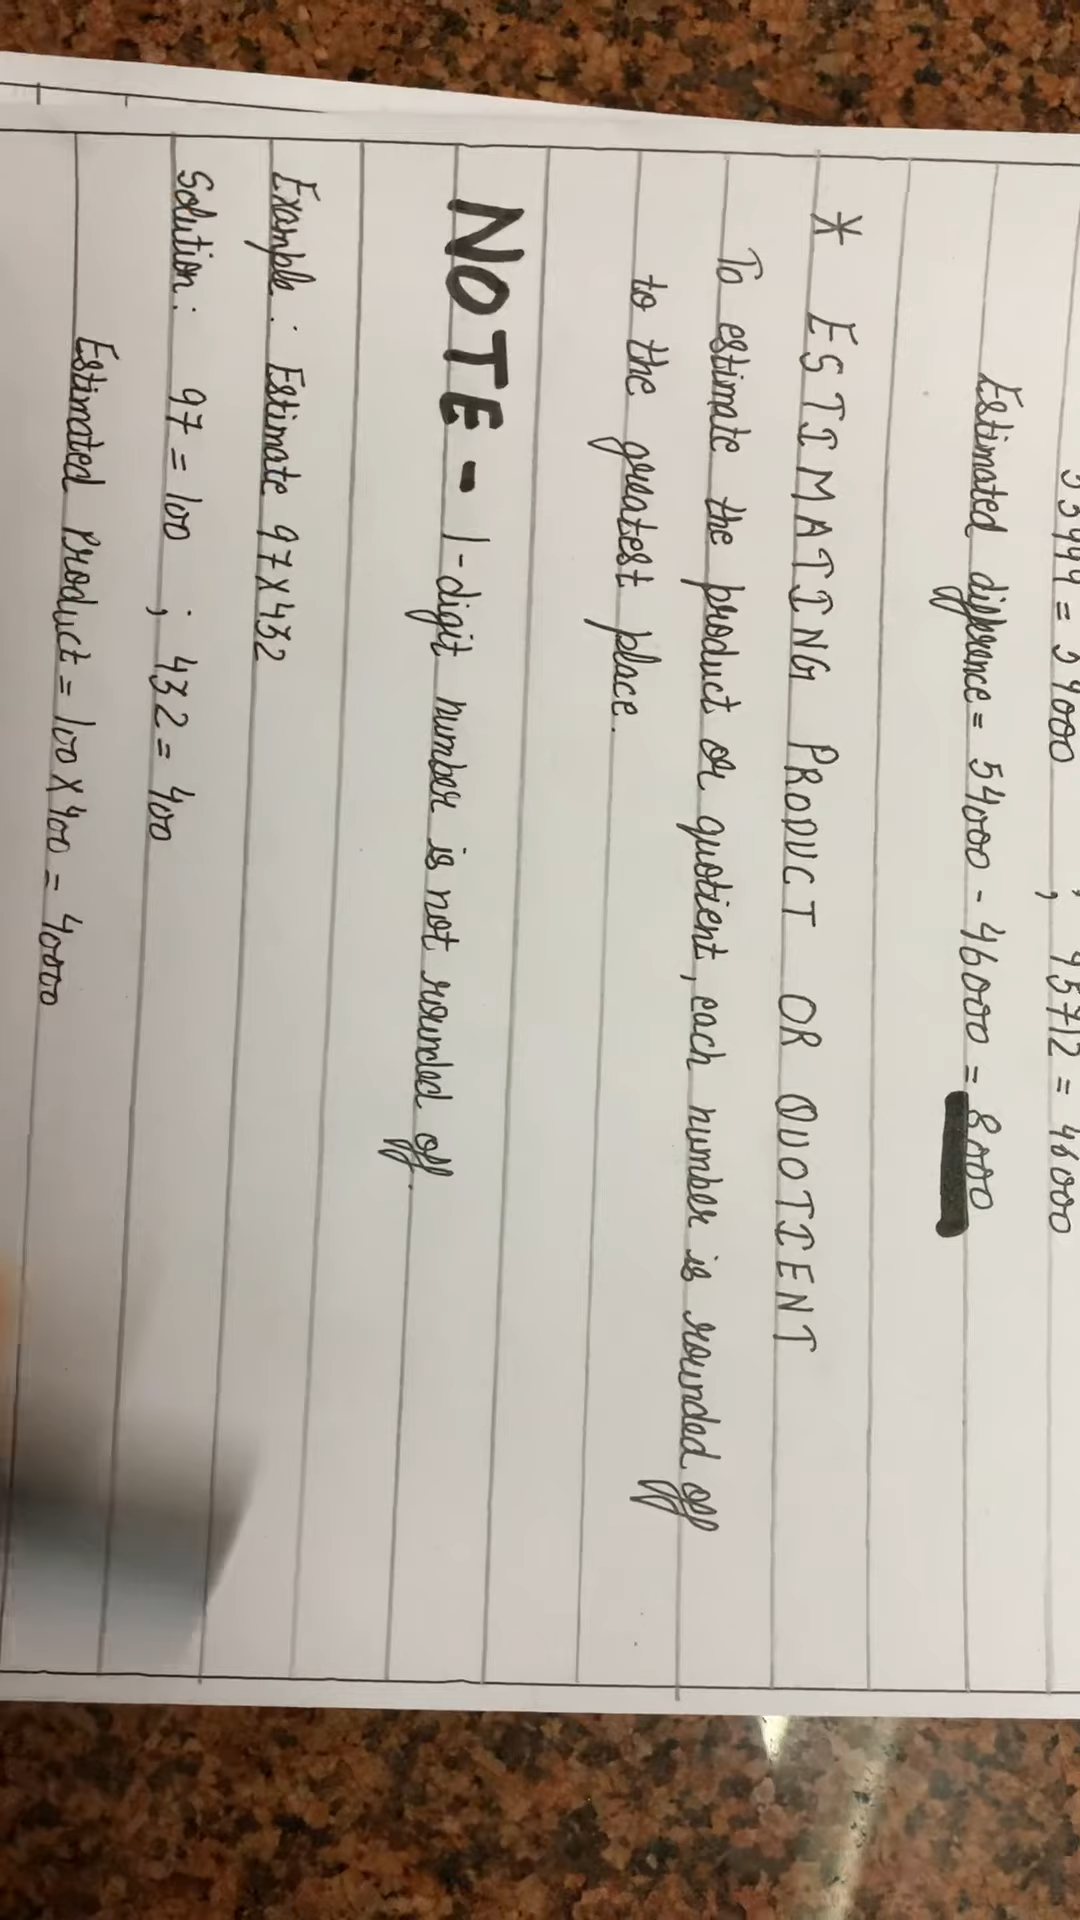 45712 = 46000
Estimated difference = 54000 - 46000 = 8000
* ESTIMATING PRODUCT OR QUOTIENT
To estimate the product or quotient, each number is rounded off
to the greatest place.
NOTE - 1-digit number is not rounded off.
Example : Estimate 97×432
Solution : 97 = 100 ; 432 = 400
Estimated Product = 100 × 400 = 40000